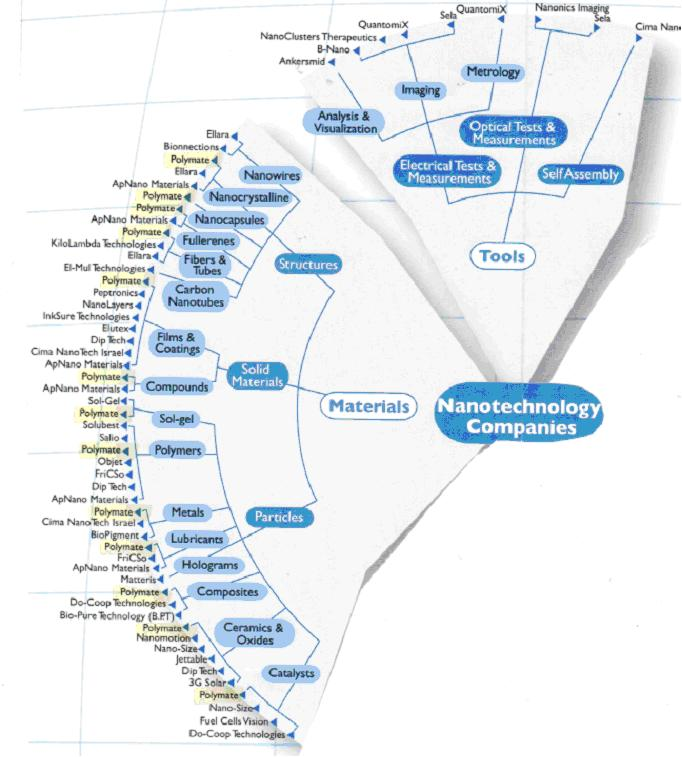 QuantomiX
Sela
QuantomiX
Nanonics Imaging
Sela
Cima Nan
NanoClusters Therapeutics
B-Nano
Ankersmid
Metrology
Imaging
Analysis &
Visualization
Optical Tests &
Measurements
Electrical Tests &
Measurements
Self Assembly
Tools
Ellara
Bionnections
Polymate
Ellara
ApNano Materials
Polymate
Polymate
ApNano Materials
Polymate
KiloLambda Technologies
Ellara
El-Mul Technologies
Polymate
Peptronics
NanoLayers
InkSure Technologies
Elutex
Dip Tech
Cima NanoTech Israel
ApNano Materials
Polymate
ApNano Materials
Sol-Gel
Polymate
Solubest
Salio
Polymate
Objet
FriCSo
Dip Tech
ApNano Materials
Polymate
Cima NanoTech Israel
BioPigment
Polymate
FriCSo
ApNano Materials
Matteris
Polymate
Do-Coop Technologies
Bio-Pure Technology (B.P.T)
Polymate
Nanomotion
Nano-Size
Jettable
Dip Tech
3G Solar
Polymate
Nano-Size
Fuel Cells Vision
Do-Coop Technologies
Nanowires
Nanocrystalline
Nanocapsules
Fullerenes
Fibers &
Tubes
Carbon
Nanotubes
Structures
Films &
Coatings
Compounds
Solid
Materials
Materials
Nanotechnology
Companies
Sol-gel
Polymers
Metals
Lubricants
Holograms
Composites
Ceramics &
Oxides
Catalysts
Particles